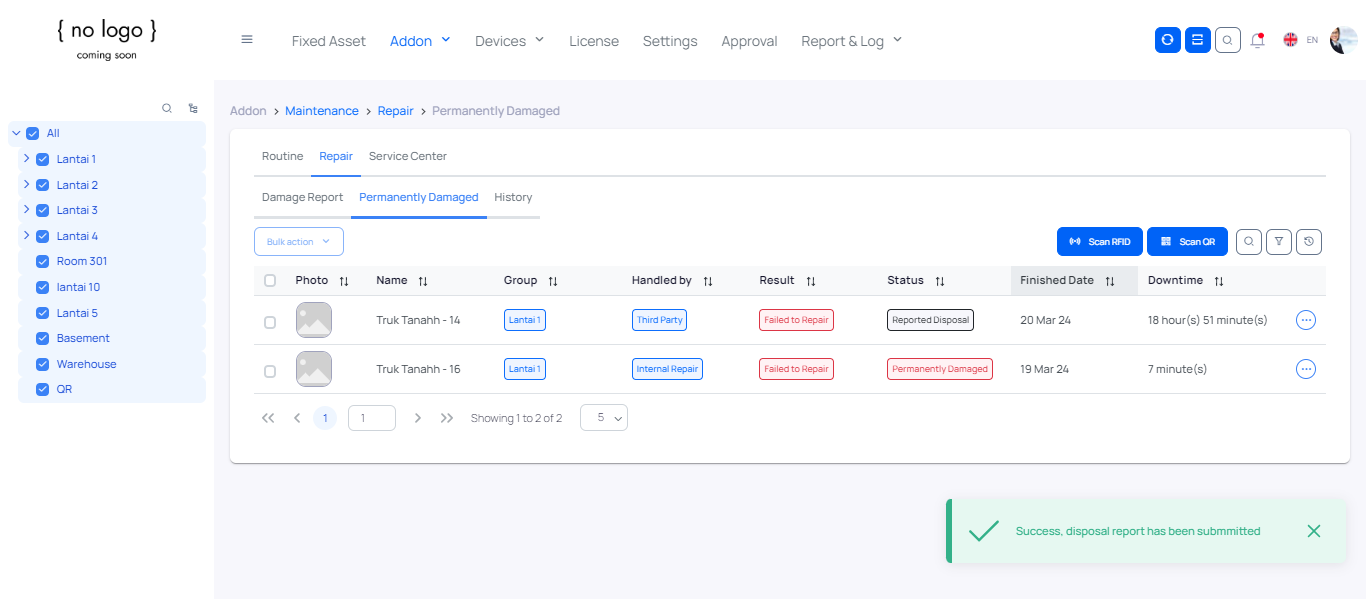 { no logo }
coming soon
Fixed Asset Addon Devices License Settings Approval Report & Log EN
All
Lantai 1
Lantai 2
Lantai 3
Lantai 4
Room 301
lantai 10
Lantai 5
Basement
Warehouse
QR
Addon > Maintenance > Repair > Permanently Damaged
Routine Repair Service Center
Damage Report Permanently Damaged History
Bulk action Scan RFID Scan QR
Photo Name Group Handled by Result Status Finished Date Downtime
Truk Tanahh - 14 Lantai 1 Third Party Failed to Repair Reported Disposal 20 Mar 24 18 hour(s) 51 minute(s)
Truk Tanahh - 16 Lantai 1 Internal Repair Failed to Repair Permanently Damaged 19 Mar 24 7 minute(s)
1 1 Showing 1 to 2 of 2 5
Success, disposal report has been submmitted